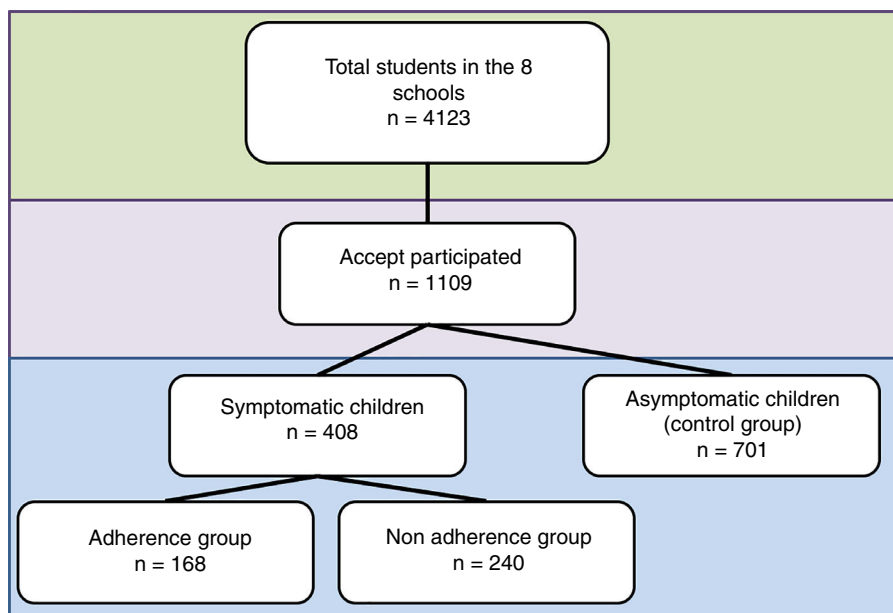 Total students in the 8
schools
n = 4123
Accept participated
n = 1109
Symptomatic children
n = 408
Asymptomatic children
(control group)
n = 701
Adherence group
n = 168
Non adherence group
n = 240